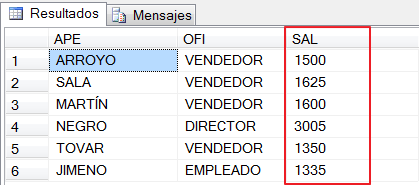 Resultados Mensajes
APE OFI SAL
1 ARROYO VENDEDOR 1500
2 SALA VENDEDOR 1625
3 MARTÍN VENDEDOR 1600
4 NEGRO DIRECTOR 3005
5 TOVAR VENDEDOR 1350
6 JIMENO EMPLEADO 1335